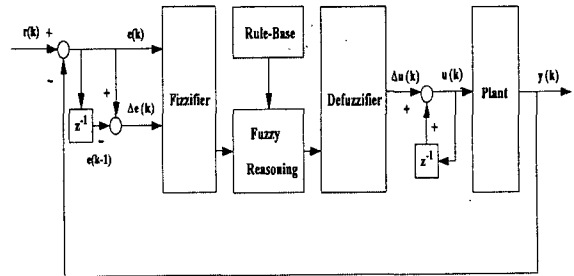 r(k)
+
e(k)
-
+
Δe(k)
z⁻¹
-
e(k-1)
Fizzifier
Rule-Base
Fuzzy
Reasoning
Defuzzifier
Δu(k)
+
u(k)
+
z⁻¹
Plant
y(k)